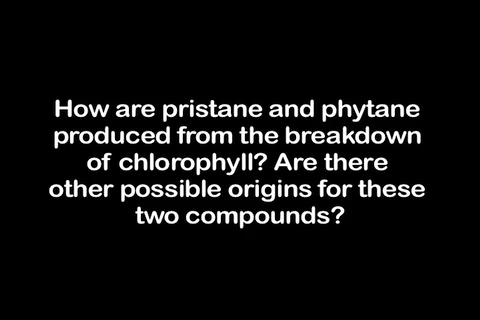 How are pristane and phytane
produced from the breakdown
of chlorophyll? Are there
other possible origins for these
two compounds?